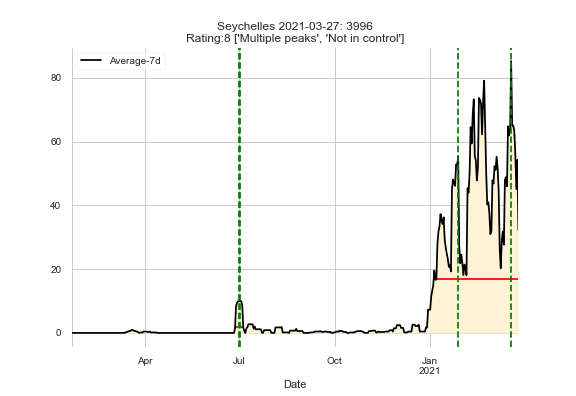 Seychelles 2021-03-27: 3996
Rating:8 ['Multiple peaks', 'Not in control']
Average-7d
80
60
40
20
0
Apr
Jul
Oct
Jan
2021
Date